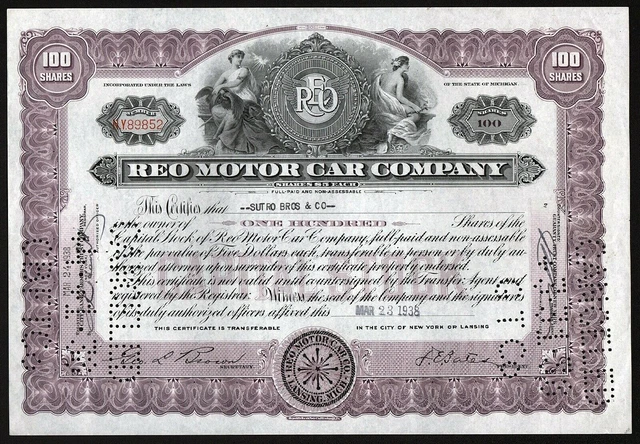 100 SHARES
100 SHARES
INCORPORATED UNDER THE LAWS
OF THE STATE OF MICHIGAN.
REO
NUMBER
NY89852
SHARES
100
REO MOTOR CAR COMPANY
SHARES $5 EACH
FULL-PAID AND NON-ASSESSABLE
This Certifies that --SUTRO BROS & CO--
is the owner of ONE HUNDRED Shares of the
Capital Stock of Reo Motor Car Company, full-paid and non-assessable
of the par value of Five Dollars each, transferable in person or by duly au-
thorized attorney upon surrender of this certificate properly endorsed.
This certificate is not valid until countersigned by the Transfer Agent and
registered by the Registrar. Witness the seal of the Company and the signatures
of its duly authorized officers affixed this MAR 23 1938
THIS CERTIFICATE IS TRANSFERABLE
IN THE CITY OF NEW YORK OR LANSING
MAR 24 1938
SECRETARY
REO MOTOR CAR CO. LANSING, MICH.